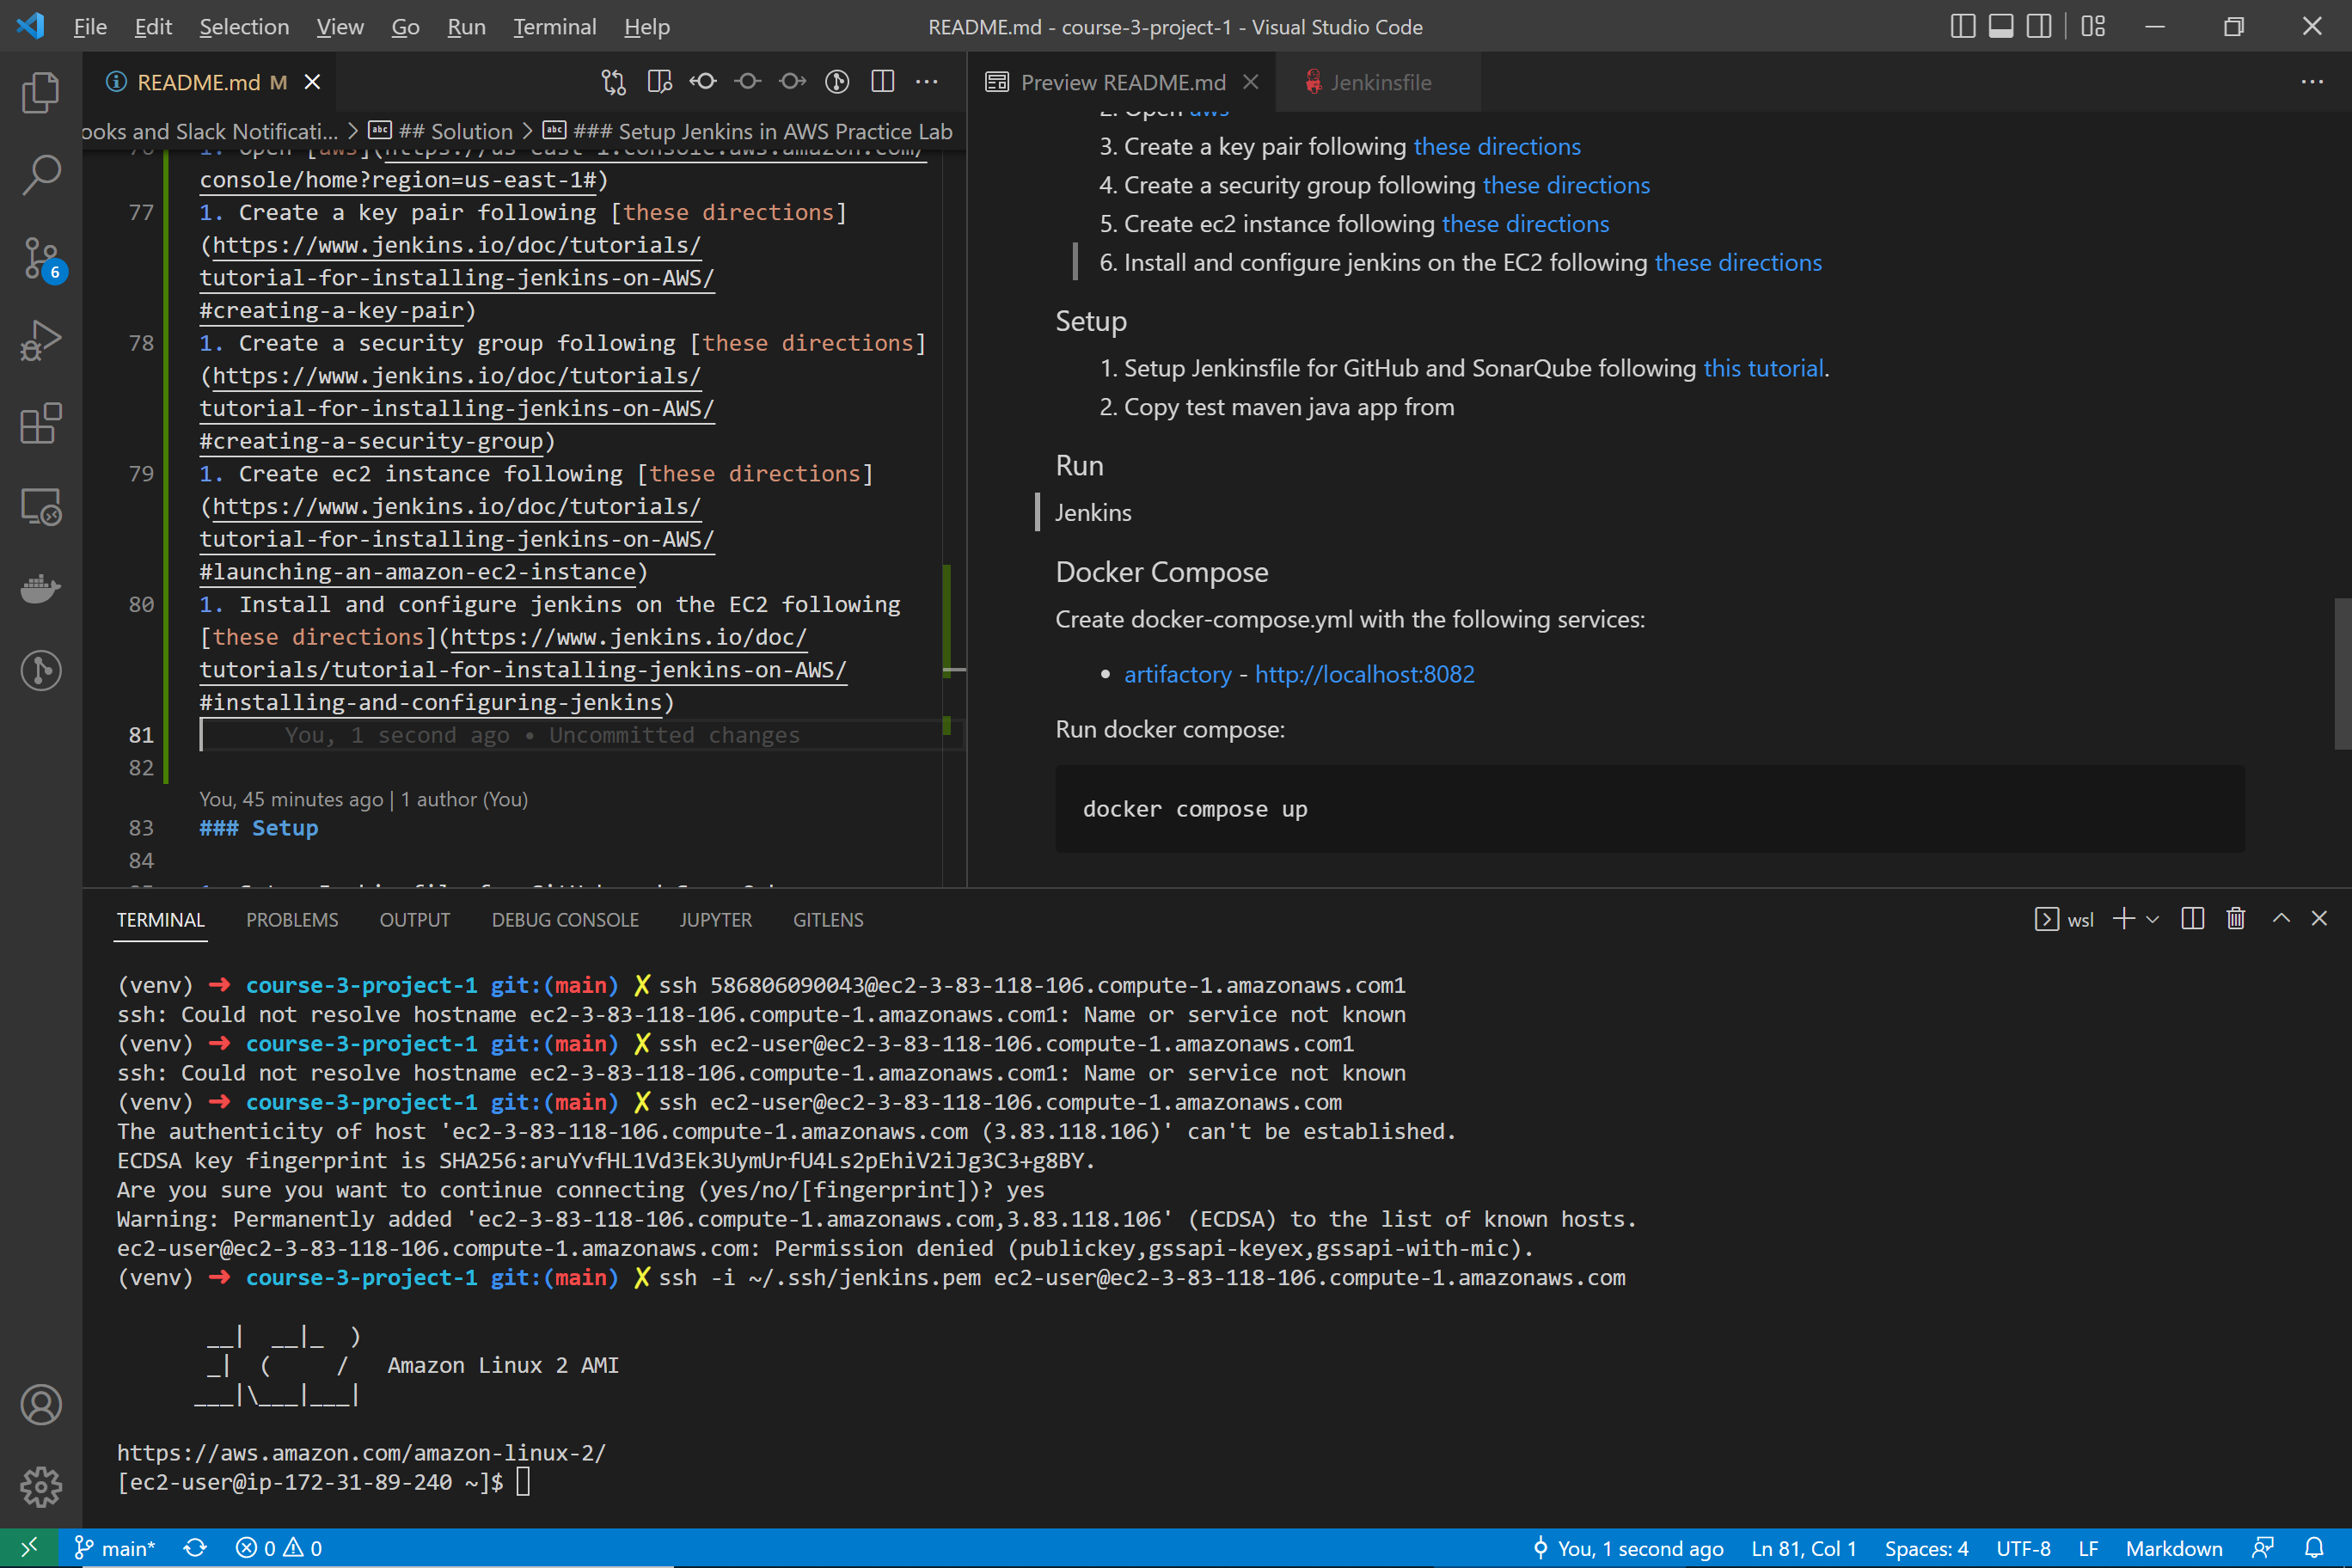 File Edit Selection View Go Run Terminal Help
README.md - course-3-project-1 - Visual Studio Code
README.md M
Preview README.md
Jenkinsfile
ooks and Slack Notificati... > ## Solution > ### Setup Jenkins in AWS Practice Lab
76 1. Open [aws](https://us-east-1.console.aws.amazon.com/
console/home?region=us-east-1#)
77 1. Create a key pair following [these directions]
(https://www.jenkins.io/doc/tutorials/
tutorial-for-installing-jenkins-on-AWS/
#creating-a-key-pair)
78 1. Create a security group following [these directions]
(https://www.jenkins.io/doc/tutorials/
tutorial-for-installing-jenkins-on-AWS/
#creating-a-security-group)
79 1. Create ec2 instance following [these directions]
(https://www.jenkins.io/doc/tutorials/
tutorial-for-installing-jenkins-on-AWS/
#launching-an-amazon-ec2-instance)
80 1. Install and configure jenkins on the EC2 following
[these directions](https://www.jenkins.io/doc/
tutorials/tutorial-for-installing-jenkins-on-AWS/
#installing-and-configuring-jenkins)
81 You, 1 second ago • Uncommitted changes
82
You, 45 minutes ago | 1 author (You)
83 ### Setup
84
2. Open aws
3. Create a key pair following these directions
4. Create a security group following these directions
5. Create ec2 instance following these directions
6. Install and configure jenkins on the EC2 following these directions
Setup
1. Setup Jenkinsfile for GitHub and SonarQube following this tutorial.
2. Copy test maven java app from
Run
Jenkins
Docker Compose
Create docker-compose.yml with the following services:
• artifactory - http://localhost:8082
Run docker compose:
docker compose up
6
TERMINAL PROBLEMS OUTPUT DEBUG CONSOLE JUPYTER GITLENS
wsl
(venv) ➜ course-3-project-1 git:(main) ✗ ssh 586806090043@ec2-3-83-118-106.compute-1.amazonaws.com1
ssh: Could not resolve hostname ec2-3-83-118-106.compute-1.amazonaws.com1: Name or service not known
(venv) ➜ course-3-project-1 git:(main) ✗ ssh ec2-user@ec2-3-83-118-106.compute-1.amazonaws.com1
ssh: Could not resolve hostname ec2-3-83-118-106.compute-1.amazonaws.com1: Name or service not known
(venv) ➜ course-3-project-1 git:(main) ✗ ssh ec2-user@ec2-3-83-118-106.compute-1.amazonaws.com
The authenticity of host 'ec2-3-83-118-106.compute-1.amazonaws.com (3.83.118.106)' can't be established.
ECDSA key fingerprint is SHA256:aruYvfHL1Vd3Ek3UymUrfU4Ls2pEhiV2iJg3C3+g8BY.
Are you sure you want to continue connecting (yes/no/[fingerprint])? yes
Warning: Permanently added 'ec2-3-83-118-106.compute-1.amazonaws.com,3.83.118.106' (ECDSA) to the list of known hosts.
ec2-user@ec2-3-83-118-106.compute-1.amazonaws.com: Permission denied (publickey,gssapi-keyex,gssapi-with-mic).
(venv) ➜ course-3-project-1 git:(main) ✗ ssh -i ~/.ssh/jenkins.pem ec2-user@ec2-3-83-118-106.compute-1.amazonaws.com
__| __|_ )
_| ( / Amazon Linux 2 AMI
___|\___|___|
https://aws.amazon.com/amazon-linux-2/
[ec2-user@ip-172-31-89-240 ~]$
main* 0 0 You, 1 second ago Ln 81, Col 1 Spaces: 4 UTF-8 LF Markdown